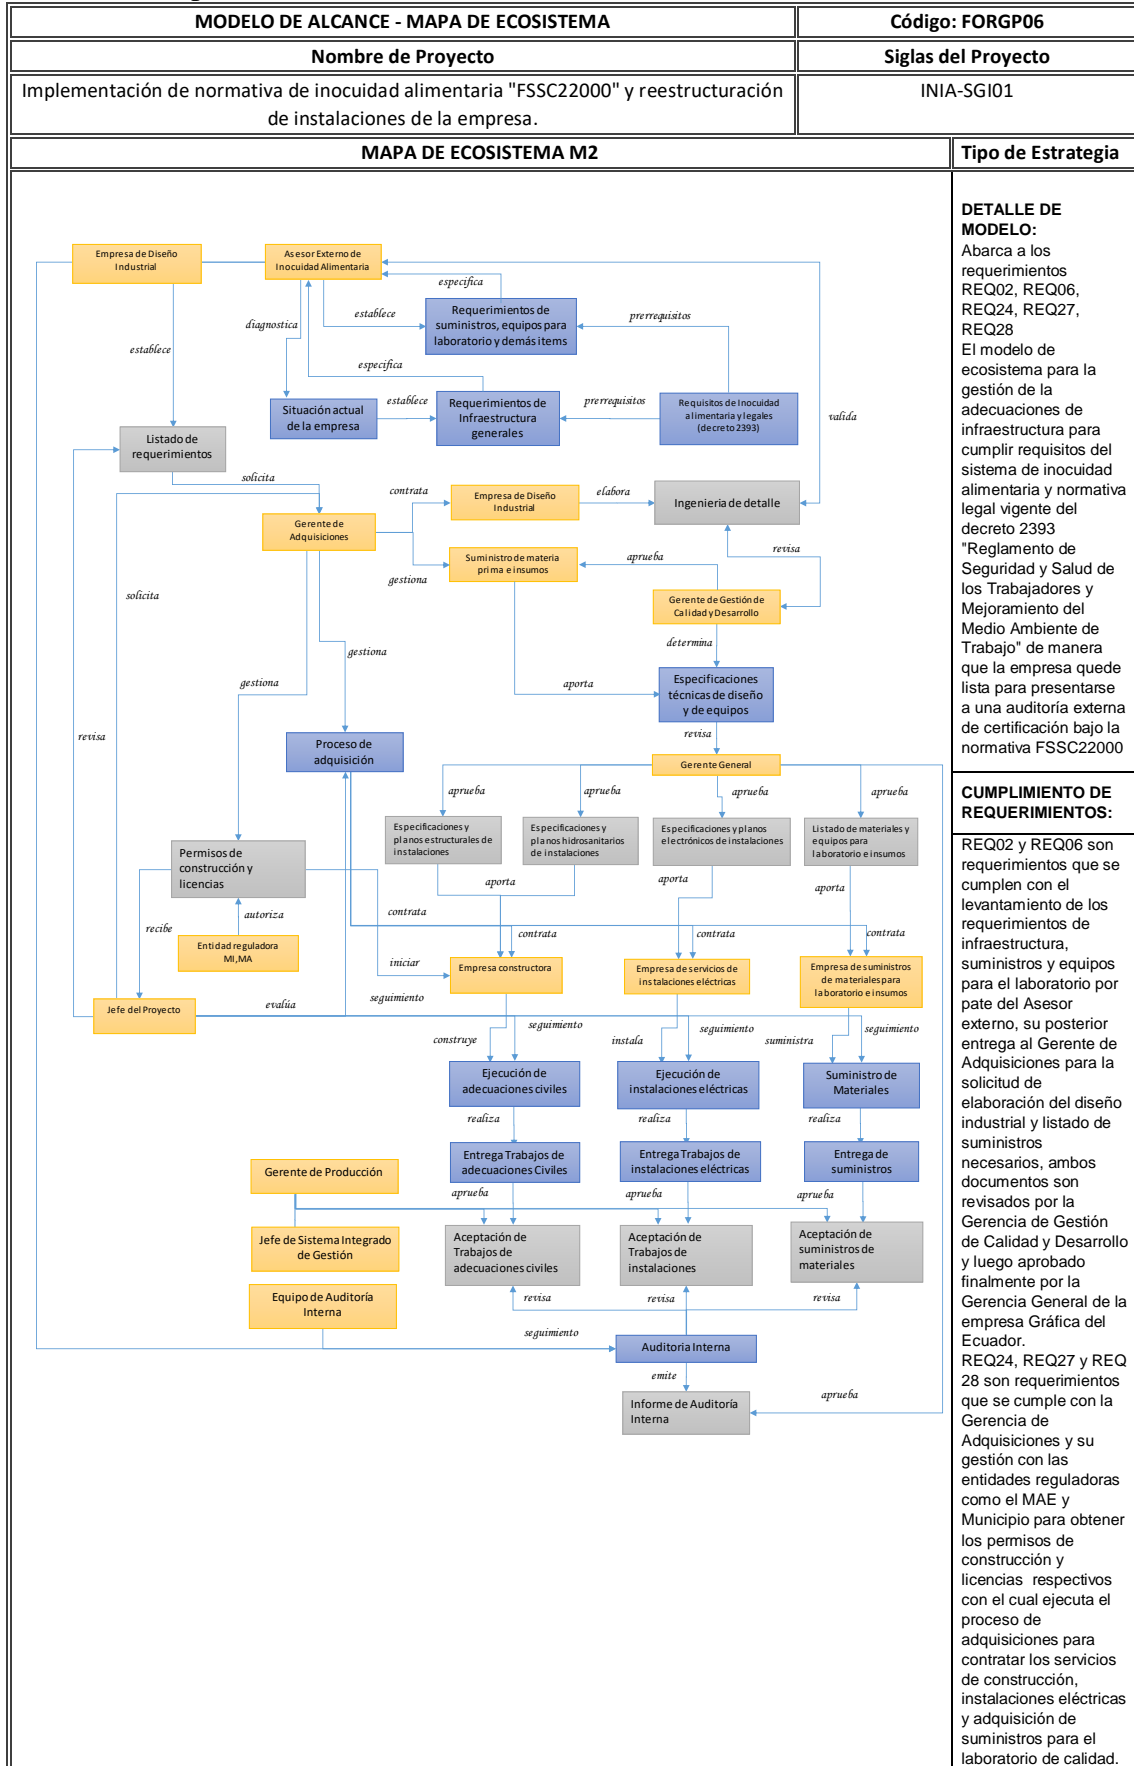 MODELO DE ALCANCE - MAPA DE ECOSISTEMA
Código: FORGP06
Nombre de Proyecto
Siglas del Proyecto
Implementación de normativa de inocuidad alimentaria "FSSC22000" y reestructuración
de instalaciones de la empresa.
INIA-SGI01
MAPA DE ECOSISTEMA M2
Tipo de Estrategia
Empresa de Diseño
Industrial
Asesor Externo de
Inocuidad Alimentaria
especifica
establece
Requerimientos de
suministros, equipos para
laboratorio y demás items
prerrequisitos
diagnostica
establece
especifica
Situación actual
de la empresa
establece
Requerimientos de
Infraestructura
generales
prerrequisitos
Requisitos de Inocuidad
alimentaria y legales
(decreto 2393)
valida
Listado de
requerimientos
solicita
contrata
Empresa de Diseño
Industrial
elabora
Ingenieria de detalle
Gerente de
Adquisiciones
gestiona
Suministro de materia
prima e insumos
aprueba
revisa
solicita
Gerente de Gestión de
Calidad y Desarrollo
determina
gestiona
gestiona
aporta
Especificaciones
técnicas de diseño
y de equipos
revisa
revisa
Proceso de
adquisición
Gerente General
aprueba
aprueba
aprueba
aprueba
Especificaciones y
planos estructurales de
instalaciones
Especificaciones y
planos hidrosanitarios
de instalaciones
Especificaciones y planos
electrónicos de instalaciones
Listado de materiales y
equipos para
laboratorio e insumos
Permisos de
construcción y
licencias
aporta
aporta
aporta
autoriza
contrata
recibe
contrata
contrata
contrata
Entidad reguladora
MI,MA
iniciar
Empresa constructora
Empresa de servicios de
instalaciones eléctricas
Empresa de suministros
de materiales para
laboratorio e insumos
Jefe del Proyecto
evalúa
seguimiento
seguimiento
seguimiento
seguimiento
construye
instala
suministra
Ejecución de
adecuaciones civiles
Ejecución de
instalaciones eléctricas
Suministro de
Materiales
realiza
realiza
realiza
Entrega Trabajos de
adecuaciones Civiles
Entrega Trabajos de
instalaciones eléctricas
Entrega de
suministros
Gerente de Producción
aprueba
aprueba
aprueba
Jefe de Sistema Integrado
de Gestión
Aceptación de
Trabajos de
adecuaciones civiles
Aceptación de
Trabajos de
instalaciones
Aceptación de
suministros de
materiales
Equipo de Auditoría
Interna
revisa
revisa
revisa
seguimiento
Auditoria Interna
emite
Informe de Auditoría
Interna
aprueba
DETALLE DE
MODELO:
Abarca a los
requerimientos
REQ02, REQ06,
REQ24, REQ27,
REQ28
El modelo de
ecosistema para la
gestión de la
adecuaciones de
infraestructura para
cumplir requisitos del
sistema de inocuidad
alimentaria y normativa
legal vigente del
decreto 2393
"Reglamento de
Seguridad y Salud de
los Trabajadores y
Mejoramiento del
Medio Ambiente de
Trabajo" de manera
que la empresa quede
lista para presentarse
a una auditoría externa
de certificación bajo la
normativa FSSC22000
CUMPLIMIENTO DE
REQUERIMIENTOS:
REQ02 y REQ06 son
requerimientos que se
cumplen con el
levantamiento de los
requerimientos de
infraestructura,
suministros y equipos
para el laboratorio por
pate del Asesor
externo, su posterior
entrega al Gerente de
Adquisiciones para la
solicitud de
elaboración del diseño
industrial y listado de
suministros
necesarios, ambos
documentos son
revisados por la
Gerencia de Gestión
de Calidad y Desarrollo
y luego aprobado
finalmente por la
Gerencia General de la
empresa Gráfica del
Ecuador.
REQ24, REQ27 y REQ
28 son requerimientos
que se cumple con la
Gerencia de
Adquisiciones y su
gestión con las
entidades reguladoras
como el MAE y
Municipio para obtener
los permisos de
construcción y
licencias respectivos
con el cual ejecuta el
proceso de
adquisiciones para
contratar los servicios
de construcción,
instalaciones eléctricas
y adquisición de
suministros para el
laboratorio de calidad.